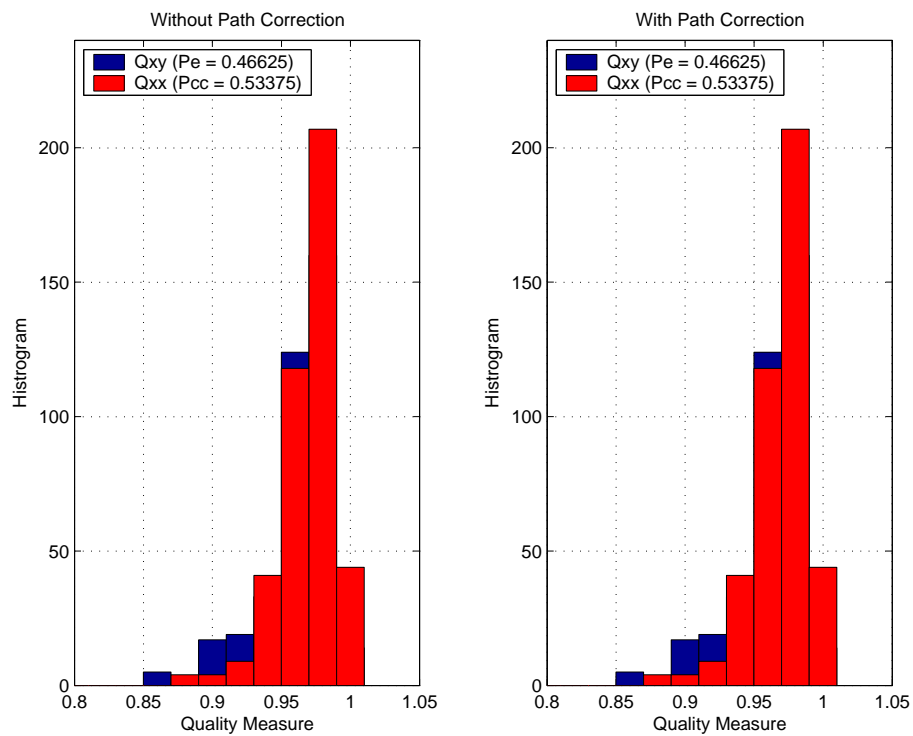 Without Path Correction
Qxy (Pe = 0.46625)
Qxx (Pcc = 0.53375)
Histrogram
200
150
100
50
0
0.8 0.85 0.9 0.95 1 1.05
Quality Measure
With Path Correction
Qxy (Pe = 0.46625)
Qxx (Pcc = 0.53375)
Histrogram
200
150
100
50
0
0.8 0.85 0.9 0.95 1 1.05
Quality Measure